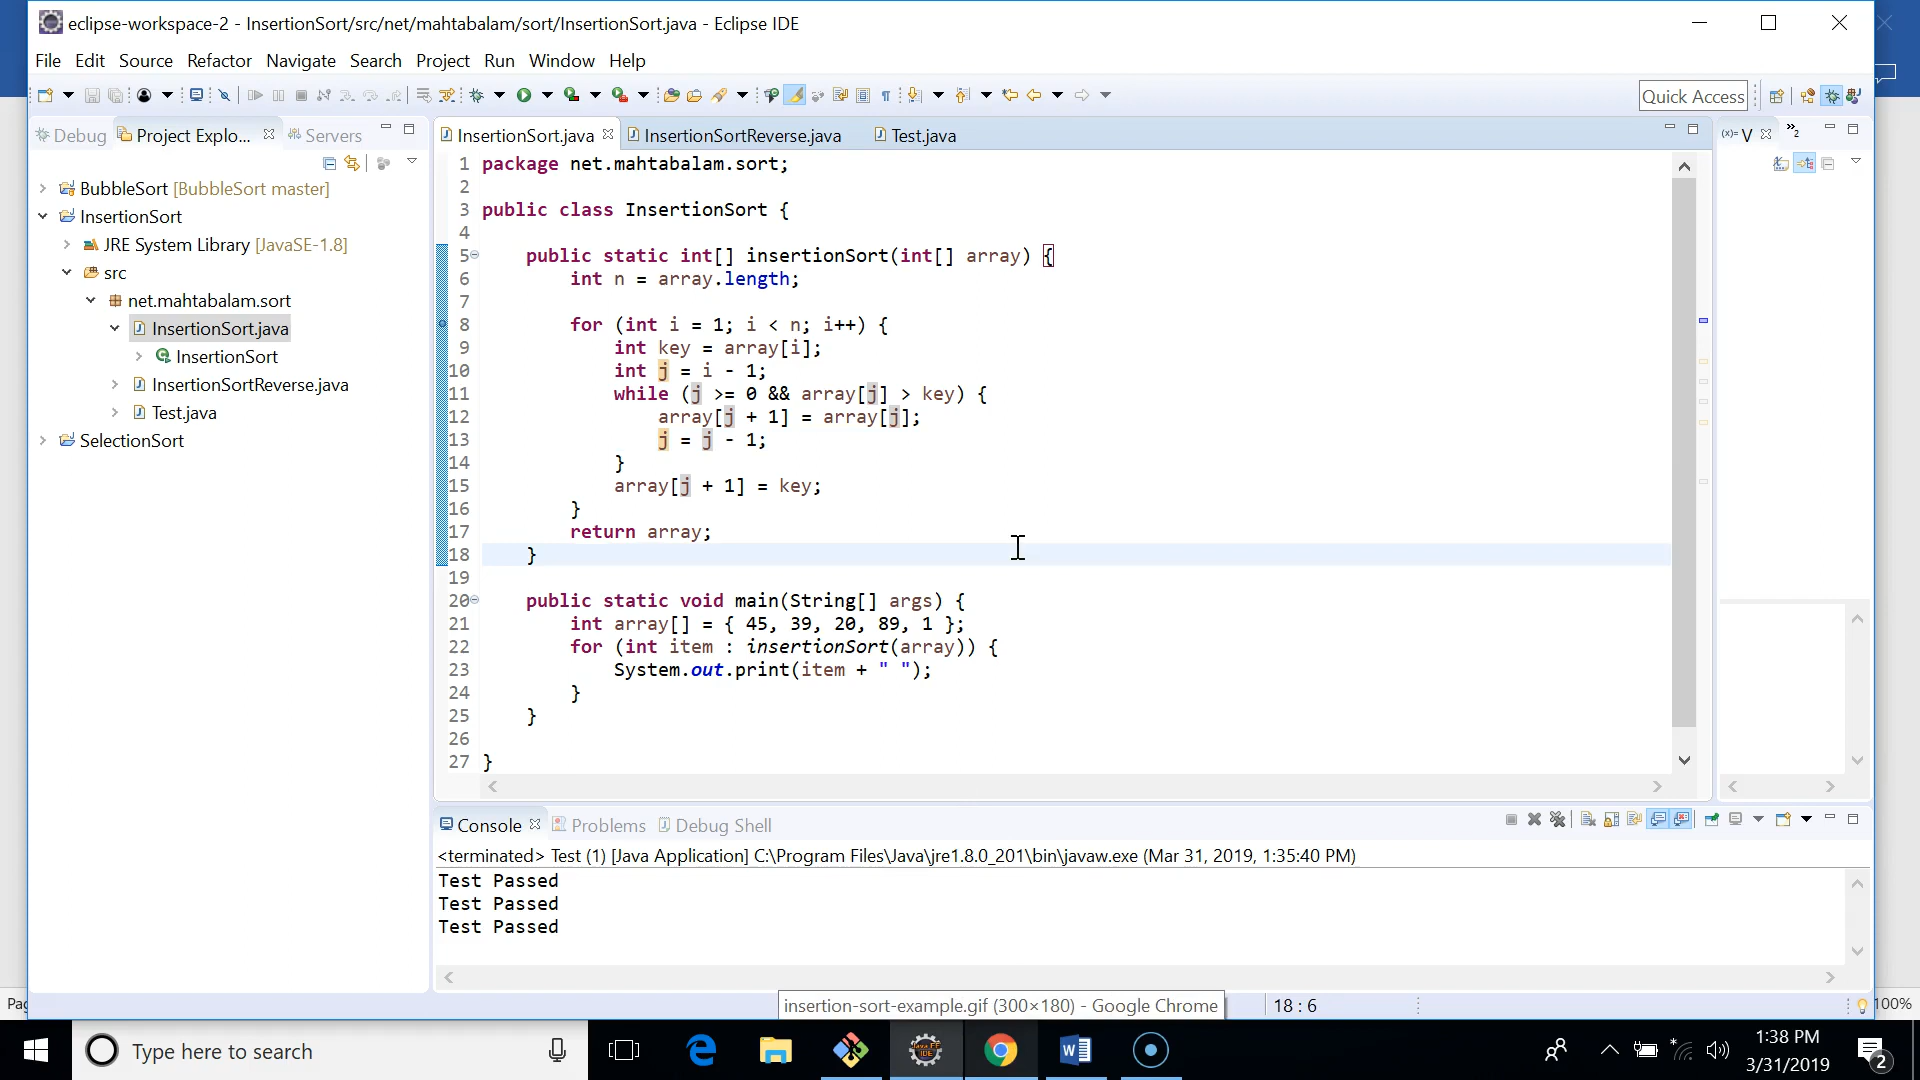 eclipse-workspace-2 - InsertionSort/src/net/mahtabalam/sort/InsertionSort.java - Eclipse IDE
File Edit Source Refactor Navigate Search Project Run Window Help
Quick Access
Debug Project Explo... Servers
BubbleSort [BubbleSort master]
InsertionSort
JRE System Library [JavaSE-1.8]
src
net.mahtabalam.sort
InsertionSort.java
InsertionSort
InsertionSortReverse.java
Test.java
SelectionSort
InsertionSort.java InsertionSortReverse.java Test.java
(x)= V »2
1 package net.mahtabalam.sort;
2
3 public class InsertionSort {
4
5 public static int[] insertionSort(int[] array) {
6 int n = array.length;
7
8 for (int i = 1; i < n; i++) {
9 int key = array[i];
10 int j = i - 1;
11 while (j >= 0 && array[j] > key) {
12 array[j + 1] = array[j];
13 j = j - 1;
14 }
15 array[j + 1] = key;
16 }
17 return array;
18 }
19
20 public static void main(String[] args) {
21 int array[] = { 45, 39, 20, 89, 1 };
22 for (int item : insertionSort(array)) {
23 System.out.print(item + " ");
24 }
25 }
26
27 }
Console Problems Debug Shell
<terminated> Test (1) [Java Application] C:\Program Files\Java\jre1.8.0_201\bin\javaw.exe (Mar 31, 2019, 1:35:40 PM)
Test Passed
Test Passed
Test Passed
insertion-sort-example.gif (300×180) - Google Chrome
18 : 6
100%
Type here to search
1:38 PM
3/31/2019
2